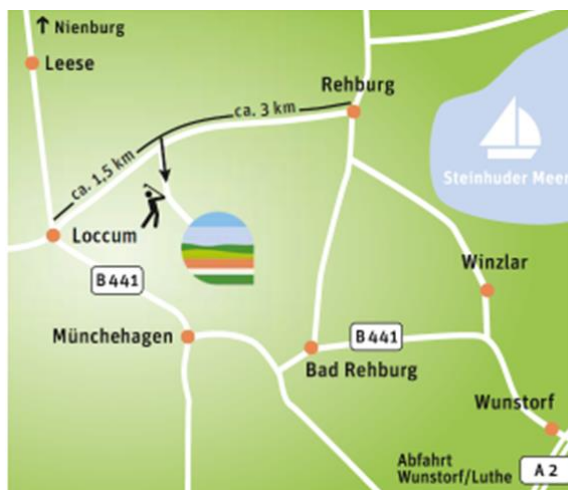 Nienburg
Leese
Rehburg
ca. 3 km
ca. 1,5 km
Steinhuder Meer
Loccum
Winzlar
B 441
Münchehagen
B 441
Bad Rehburg
Wunstorf
Abfahrt
Wunstorf/Luthe
A 2